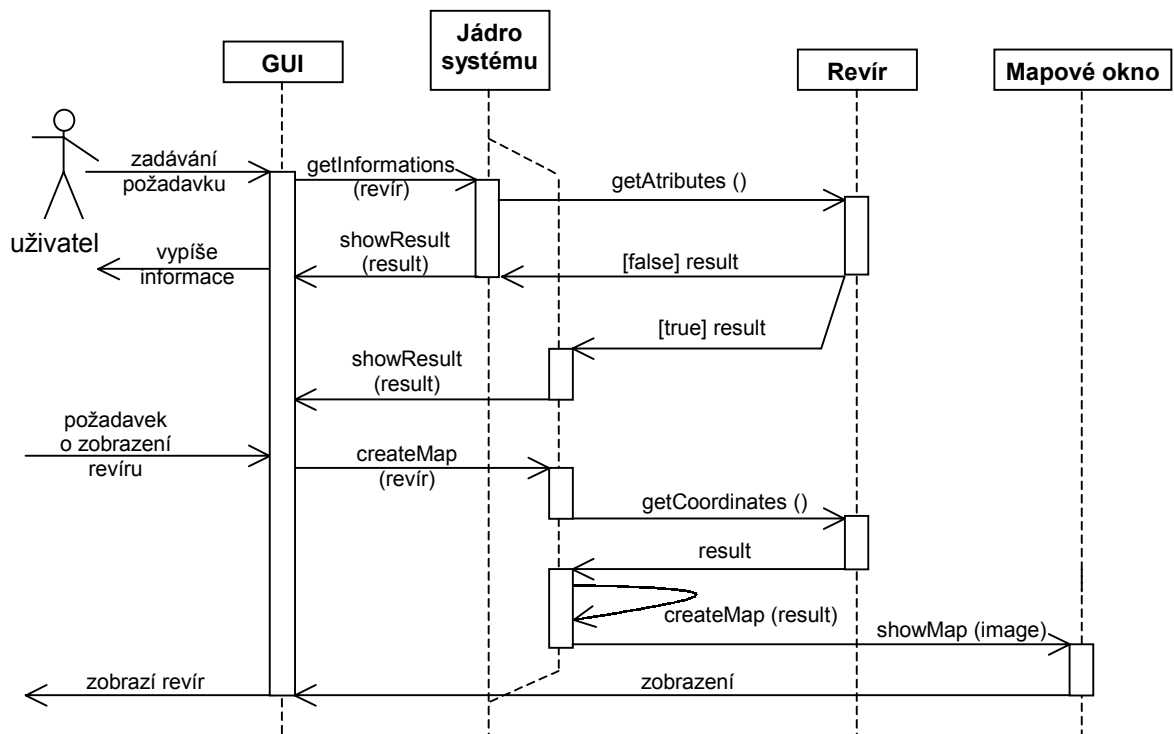 Jádro
systému
GUI
Revír
Mapové okno
zadávání
požadavku
getInformations
(revír)
getAtributes ()
uživatel
vypíše
informace
showResult
(result)
[false] result
[true] result
showResult
(result)
požadavek
o zobrazení
revíru
createMap
(revír)
getCoordinates ()
result
createMap (result)
showMap (image)
zobrazí revír
zobrazení